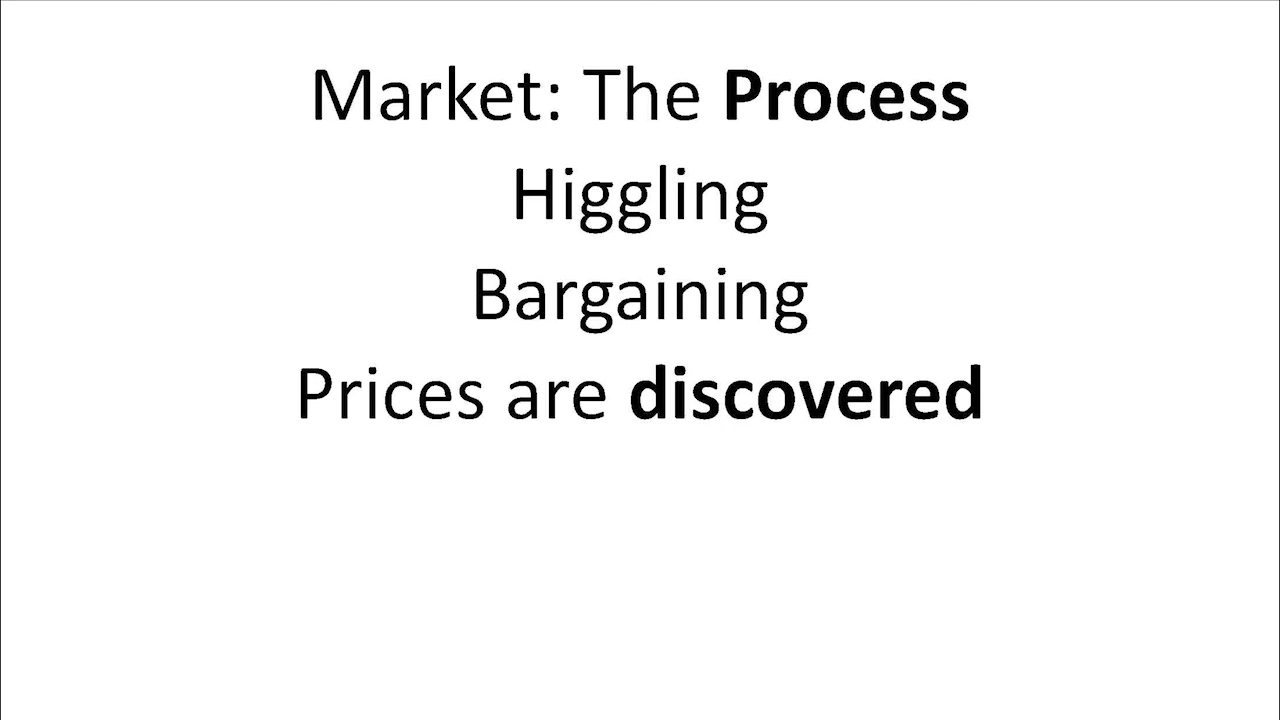 Market: The Process
Higgling
Bargaining
Prices are discovered